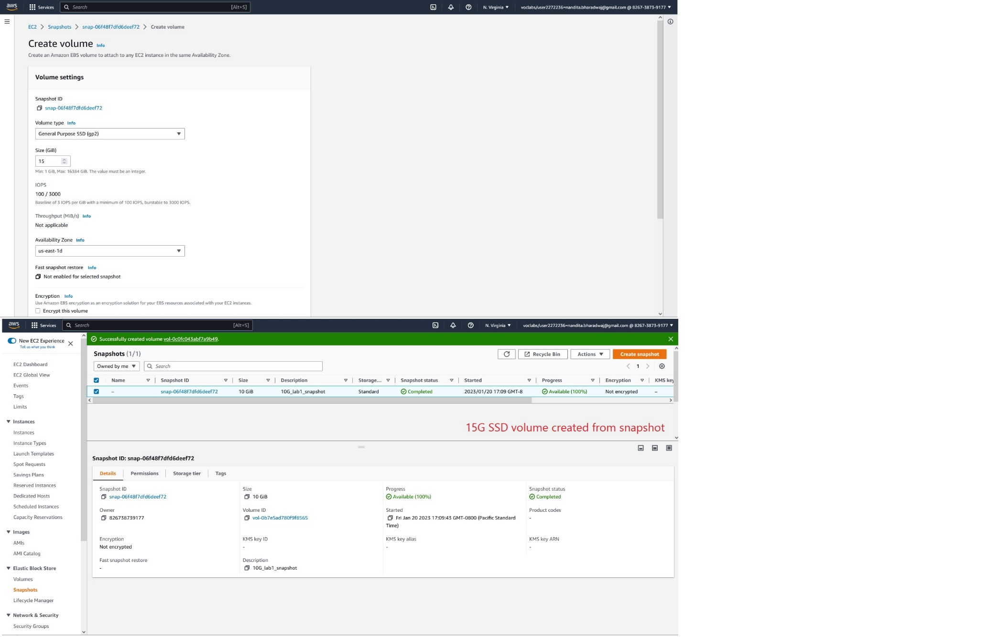 aws Services Search [Alt+S] N. Virginia voclabs/user2272236=nandita.bharadwaj@gmail.com @ 8267-3873-9177
EC2 Snapshots snap-06f48f7dfd6deef72 Create volume
Create volume Info
Create an Amazon EBS volume to attach to any EC2 instance in the same Availability Zone.
Volume settings
Snapshot ID
snap-06f48f7dfd6deef72
Volume type Info
General Purpose SSD (gp2)
Size (GiB)
15
Min: 1 GiB, Max: 16384 GiB. The value must be an integer.
IOPS
100 / 3000
Baseline of 3 IOPS per GiB with a minimum of 100 IOPS, burstable to 3000 IOPS.
Throughput (MiB/s) Info
Not applicable
Availability Zone Info
us-east-1d
Fast snapshot restore Info
Not enabled for selected snapshot
Encryption Info
Use Amazon EBS encryption as an encryption solution for your EBS resources associated with your EC2 instances.
Encrypt this volume
aws Services Search [Alt+S] N. Virginia voclabs/user2272236=nandita.bharadwaj@gmail.com @ 8267-3873-9177
New EC2 Experience
Tell us what you think
EC2 Dashboard
EC2 Global View
Events
Tags
Limits
Instances
Instances
Instance Types
Launch Templates
Spot Requests
Savings Plans
Reserved Instances
Dedicated Hosts
Scheduled Instances
Capacity Reservations
Images
AMIs
AMI Catalog
Elastic Block Store
Volumes
Snapshots
Lifecycle Manager
Network & Security
Security Groups
Successfully created volume vol-0c0fc043abf7a9b49.
Snapshots (1/1) Recycle Bin Actions Create snapshot
Owned by me Search 1
Name Snapshot ID Size Description Storage... Snapshot status Started Progress Encryption KMS key
– snap-06f48f7dfd6deef72 10 GiB 10G_lab1_snapshot Standard Completed 2023/01/20 17:09 GMT-8 Available (100%) Not encrypted –
15G SSD volume created from snapshot
Snapshot ID: snap-06f48f7dfd6deef72
Details Permissions Storage tier Tags
Snapshot ID Size Progress Snapshot status
snap-06f48f7dfd6deef72 10 GiB Available (100%) Completed
Owner Volume ID Started Product codes
826738739177 vol-0b7e5ad780f9f8565 Fri Jan 20 2023 17:09:43 GMT-0800 (Pacific Standard -
Time)
Encryption KMS key ID KMS key alias KMS key ARN
Not encrypted - - -
Fast snapshot restore Description
- 10G_lab1_snapshot